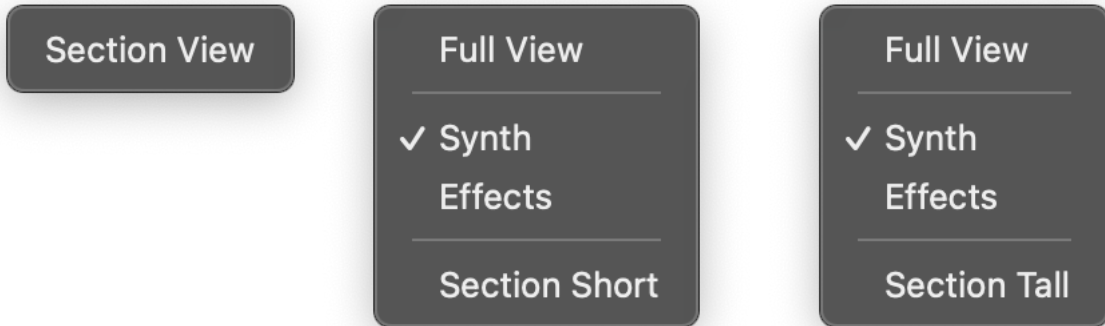 Section View
Full View
✓ Synth
Effects
Section Short
Full View
✓ Synth
Effects
Section Tall